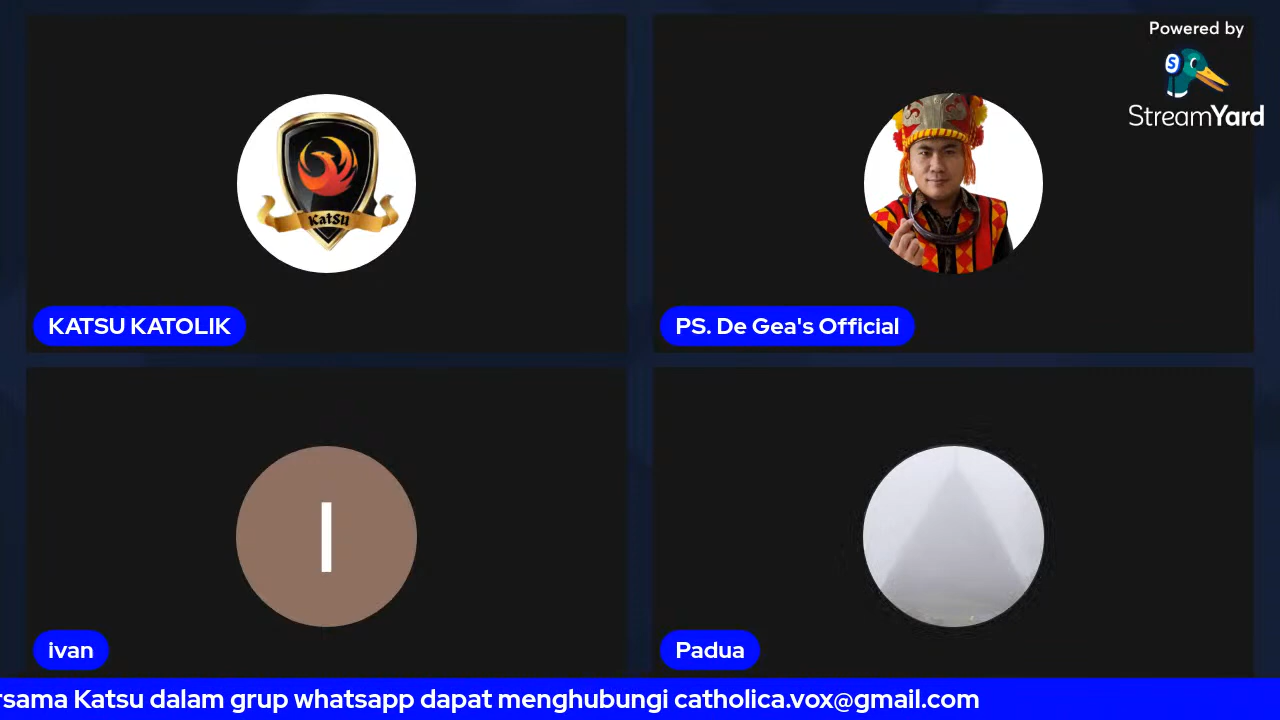 Powered by
StreamYard
KatSU
KATSU KATOLIK
PS. De Gea's Official
I
ivan
Padua
Katsu dalam grup whatsapp dapat menghubungi catholica.vox@gmail.com